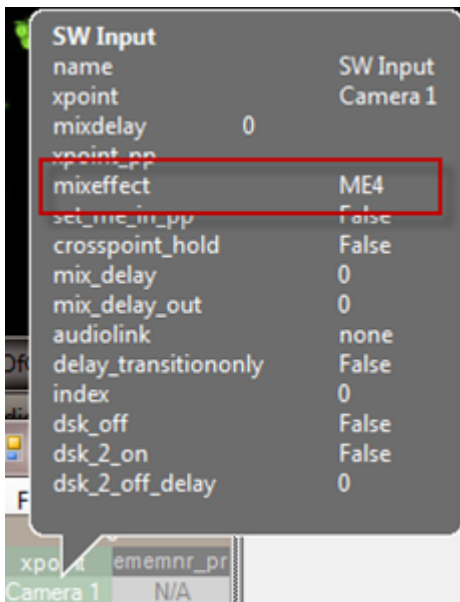 SW Input
name SW Input
xpoint Camera 1
mixdelay 0
xpoint_pp
mixeffect ME4
set_me_in_pp False
crosspoint_hold False
mix_delay 0
mix_delay_out 0
audiolink none
delay_transitiononly False
index 0
dsk_off False
dsk_2_on False
dsk_2_off_delay 0
F
ememnr_pr
Camera 1 N/A